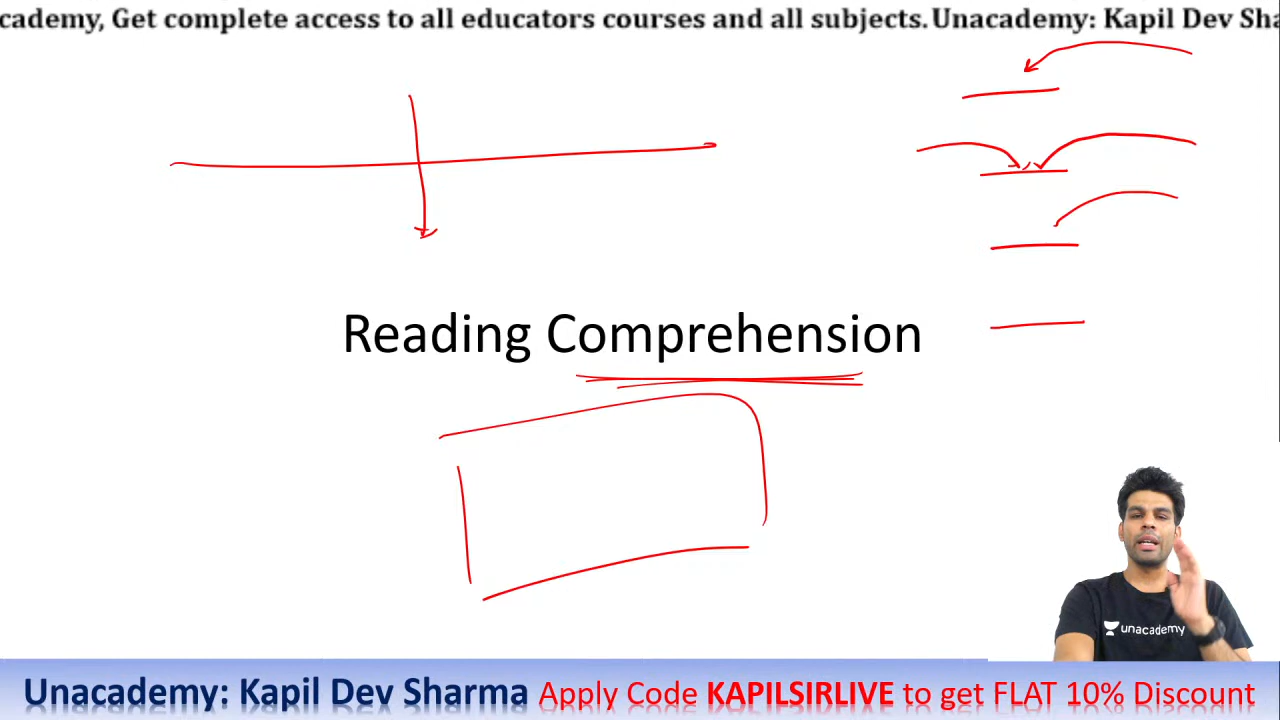 cademy, Get complete access to all educators courses and all subjects. Unacademy: Kapil Dev Sha
Reading Comprehension
unacademy
Unacademy: Kapil Dev Sharma Apply Code KAPILSIRLIVE to get FLAT 10% Discount